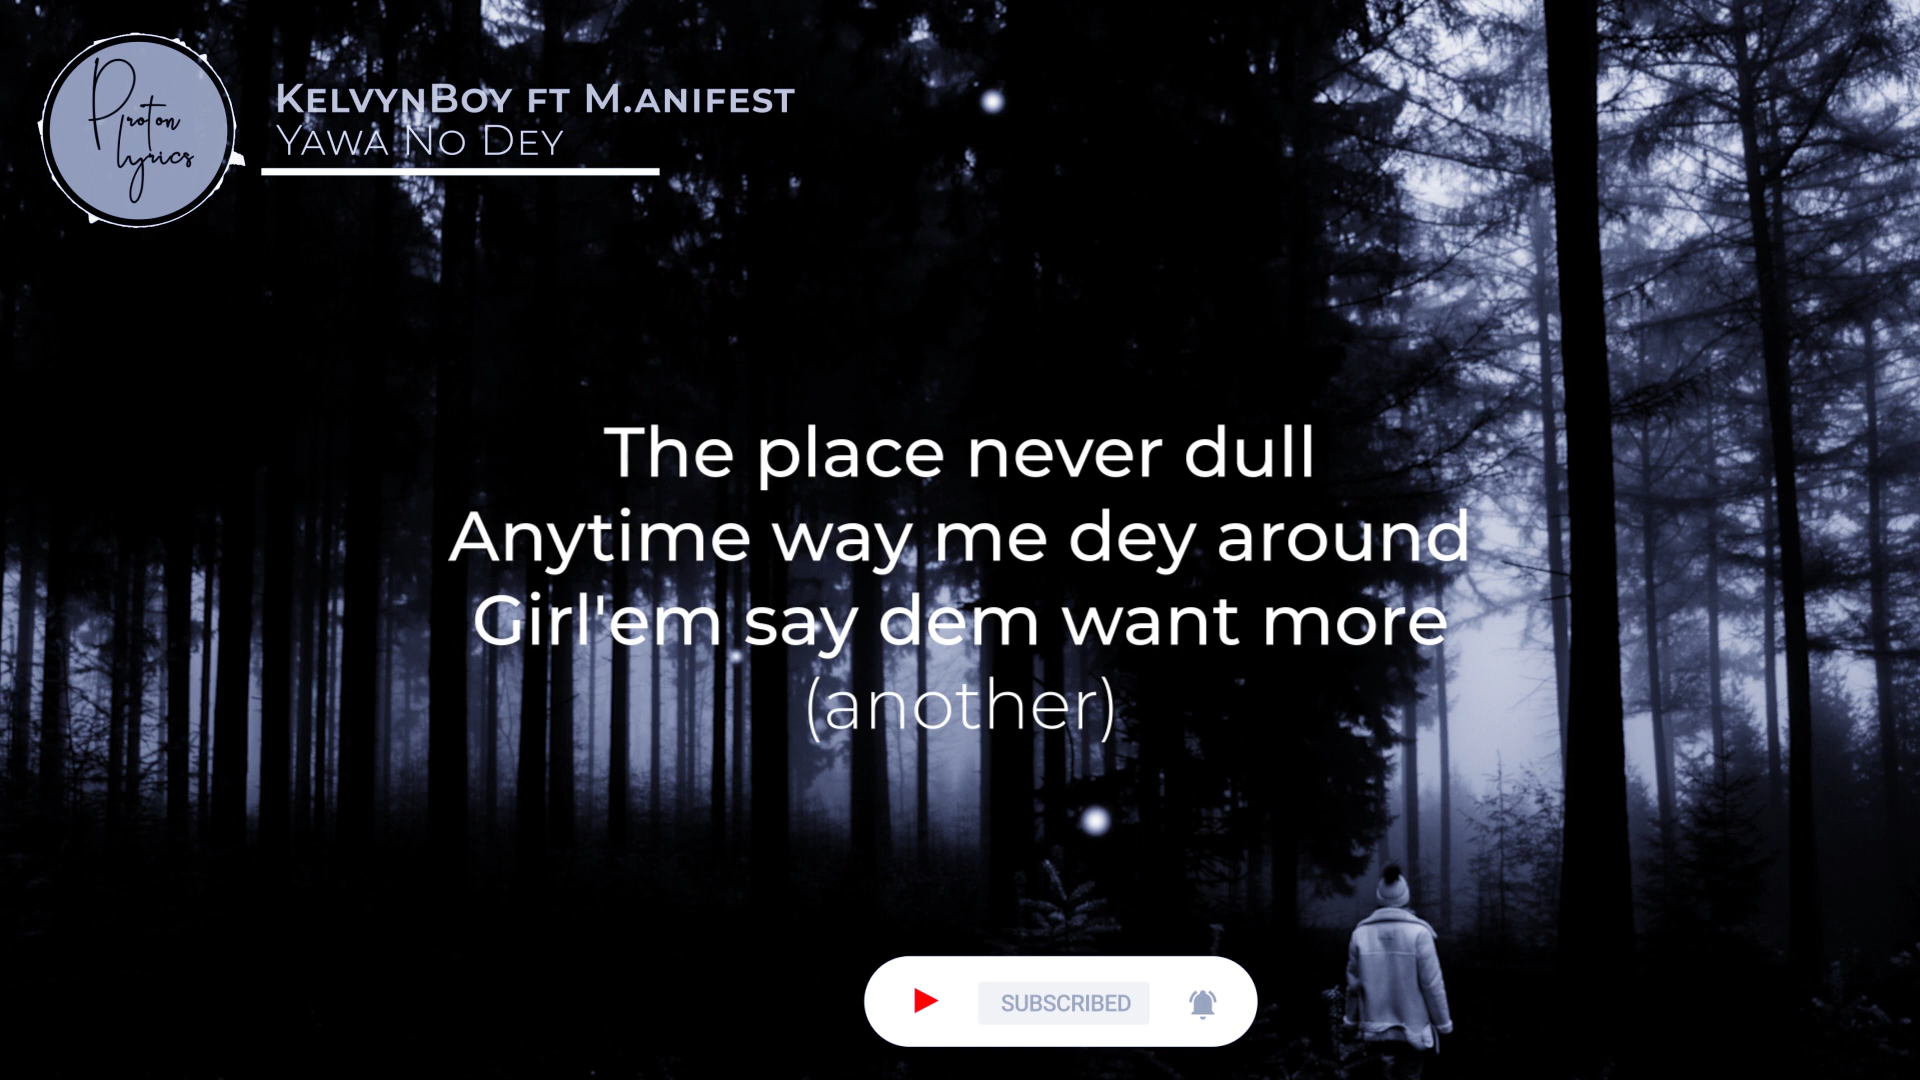 Proton
lyrics
KelvynBoy ft M.anifest
Yawa No Dey
The place never dull
Anytime way me dey around
Girl'em say dem want more
(another)
SUBSCRIBED